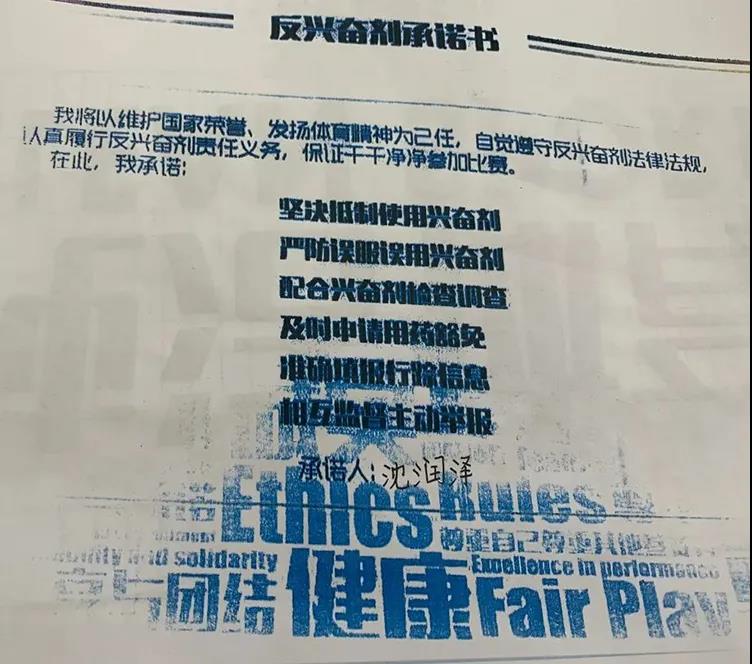 反兴奋剂承诺书
我将以维护国家荣誉、发扬体育精神为己任，自觉遵守反兴奋剂法律法规，
认真履行反兴奋剂责任义务，保证干干净净参加比赛。
在此，我承诺：
坚决抵制使用兴奋剂
严防误服误用兴奋剂
配合兴奋剂检查调查
及时申请用药豁免
准确填报行踪信息
相互监督主动举报
承诺人：沈润泽
Ethics Rules
尊重自己尊重其他
and solidarity
Excellence in performance
与团结 健康 Fair Play